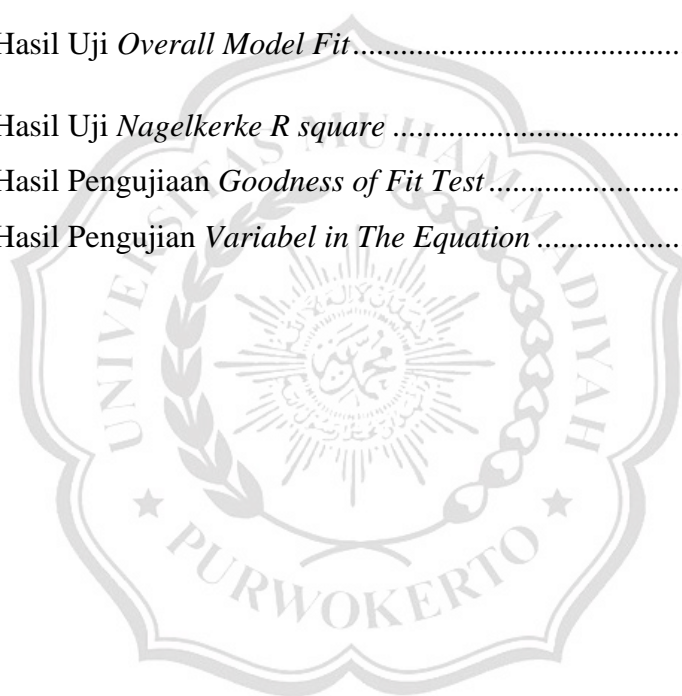 Hasil Uji Overall Model Fit....................................
Hasil Uji Nagelkerke R square ...............................
Hasil Pengujiaan Goodness of Fit Test....................
Hasil Pengujian Variabel in The Equation ..............
UNIVERSITAS MUHAMMADIYAH
PURWOKERTO